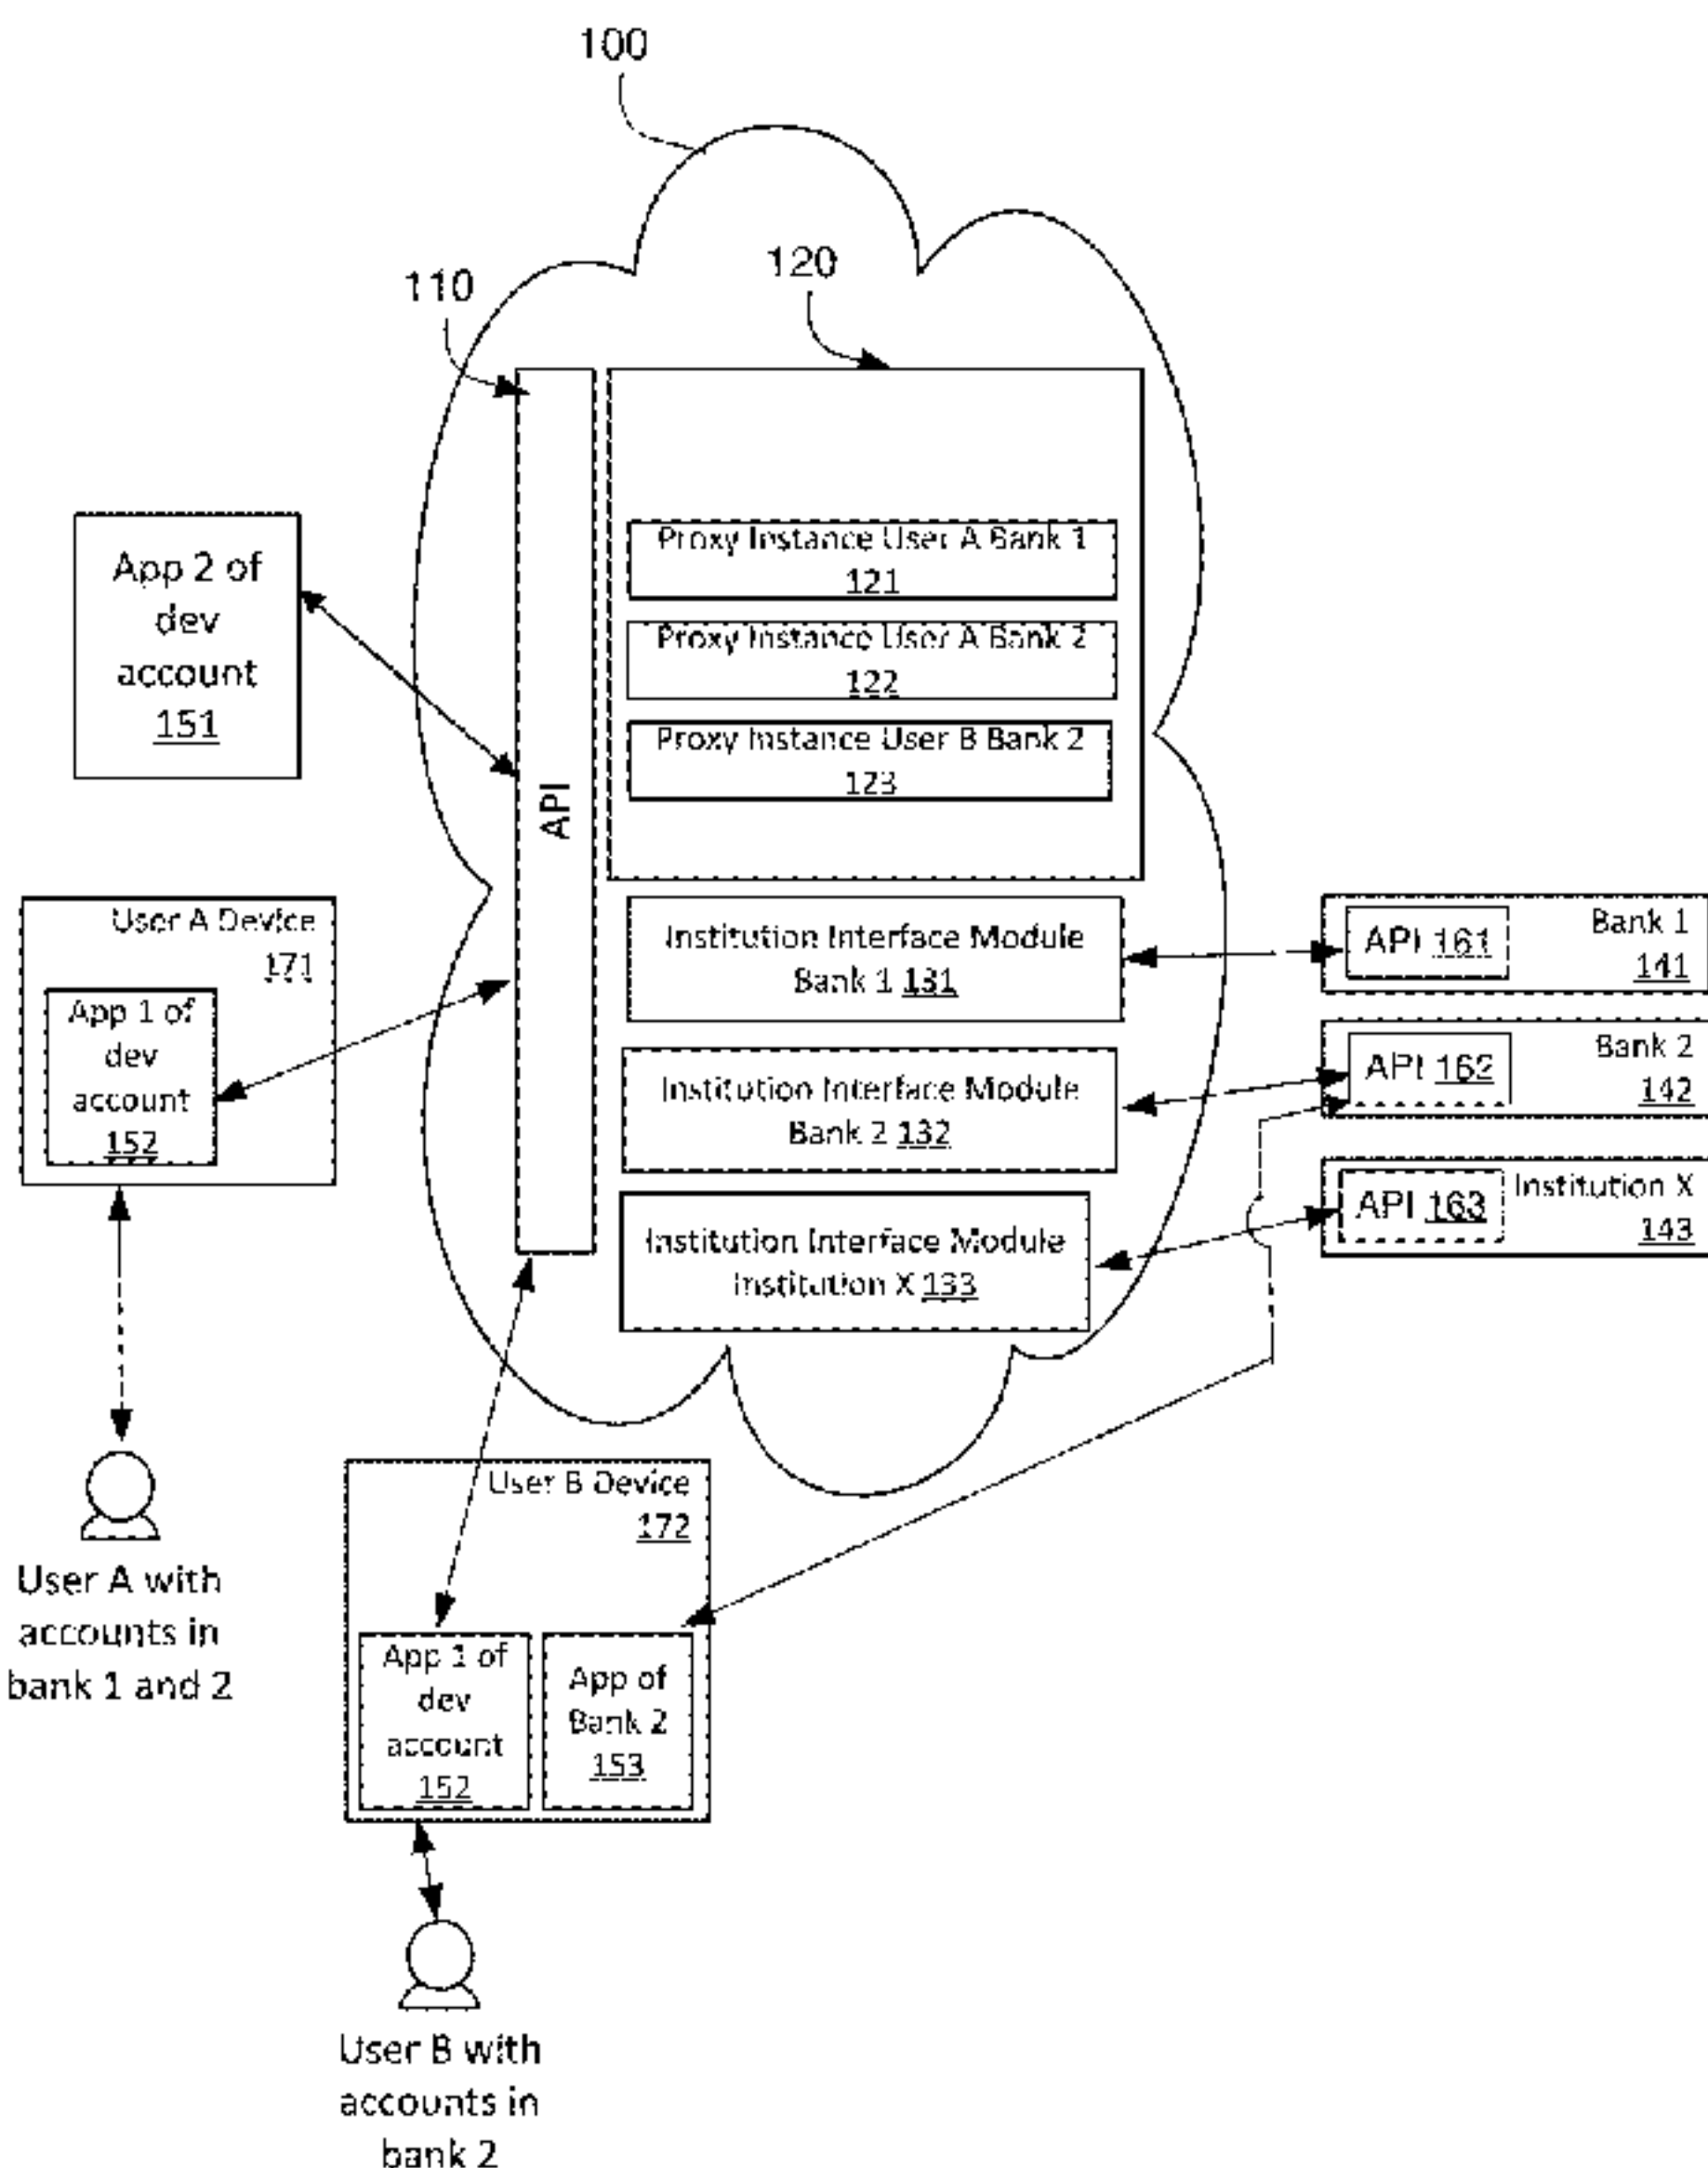 100
120
110
Proxy Instance User A Bank 1
121
Proxy Instance User A Bank 2
122
Proxy Instance User B Bank 2
123
App 2 of
dev
account
151
API
User A Device
171
App 1 of
dev
account
152
Institution Interface Module
Bank 1 131
Institution Interface Module
Bank 2 132
Institution Interface Module
Institution X 133
API 161
Bank 1
141
API 162
Bank 2
142
API 163
Institution X
143
User A with
accounts in
bank 1 and 2
User B Device
172
App 1 of
dev
account
152
App of
Bank 2
153
User B with
accounts in
bank 2